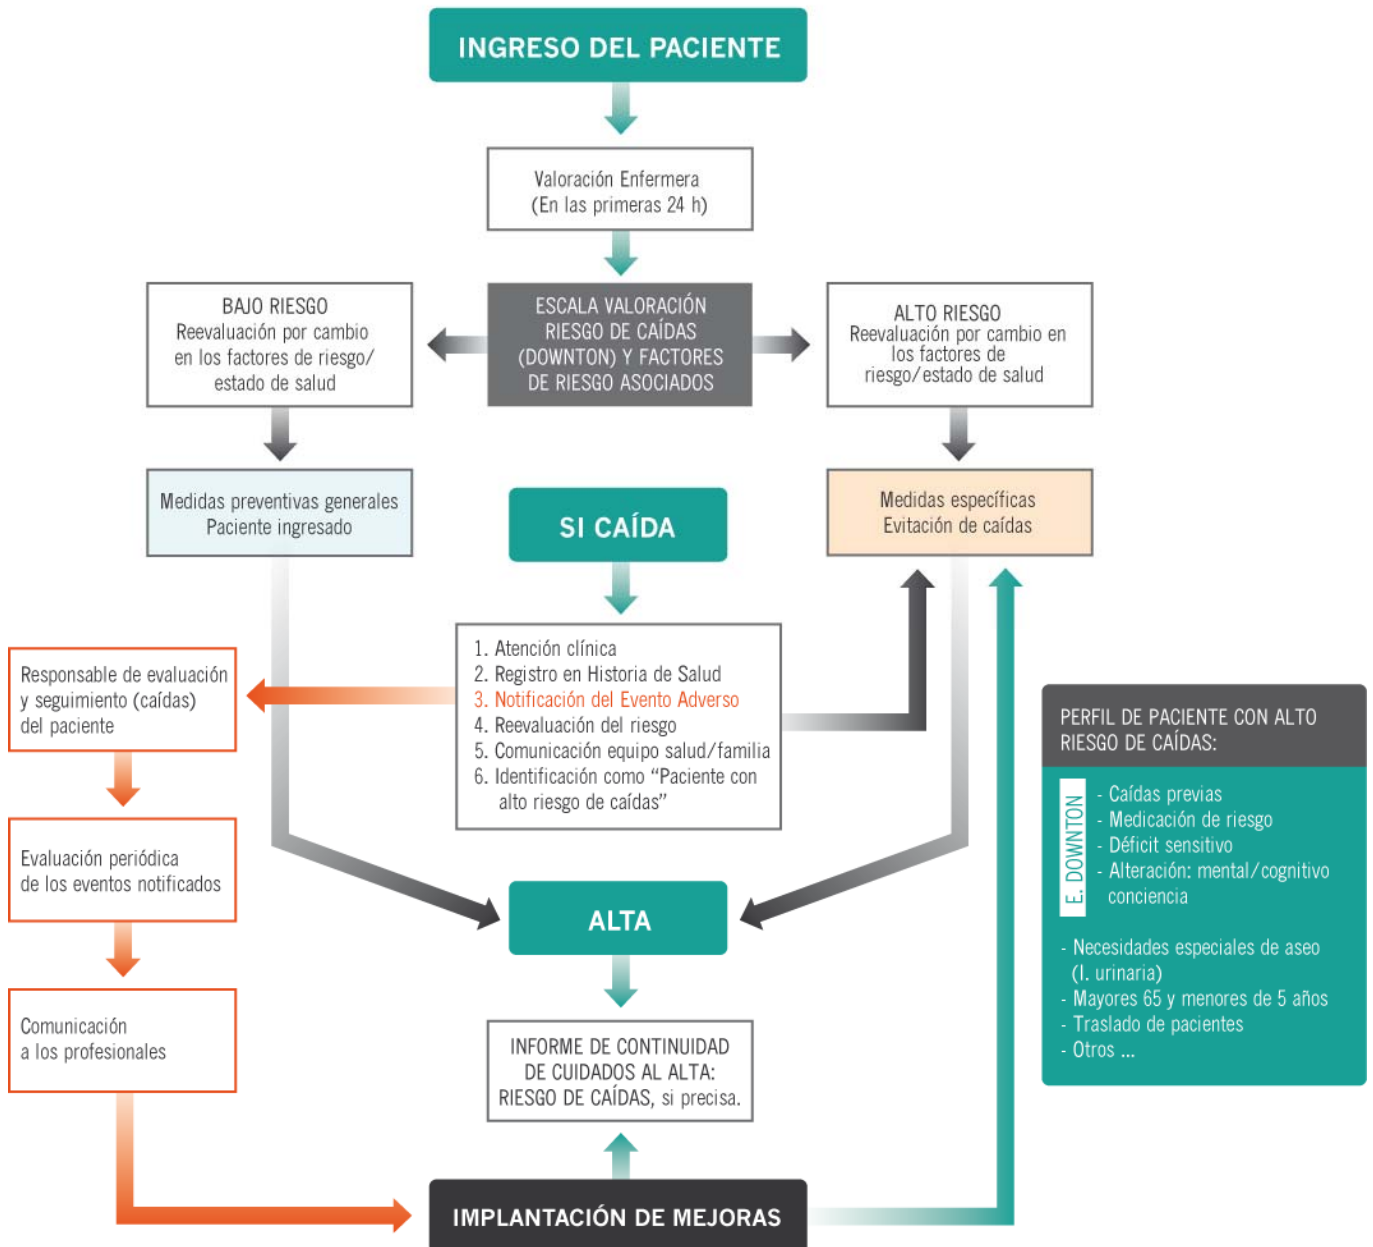 INGRESO DEL PACIENTE
Valoración Enfermera
(En las primeras 24 h)
BAJO RIESGO
Reevaluación por cambio
en los factores de riesgo/
estado de salud
ESCALA VALORACIÓN
RIESGO DE CAÍDAS
(DOWNTON) Y FACTORES
DE RIESGO ASOCIADOS
ALTO RIESGO
Reevaluación por cambio en
los factores de
riesgo/estado de salud
Medidas preventivas generales
Paciente ingresado
SI CAÍDA
Medidas específicas
Evitación de caídas
1. Atención clínica
2. Registro en Historia de Salud
3. Notificación del Evento Adverso
4. Reevaluación del riesgo
5. Comunicación equipo salud/familia
6. Identificación como “Paciente con
alto riesgo de caídas”
Responsable de evaluación
y seguimiento (caídas)
del paciente
Evaluación periódica
de los eventos notificados
Comunicación
a los profesionales
PERFIL DE PACIENTE CON ALTO
RIESGO DE CAÍDAS:
E. DOWNTON
- Caídas previas
- Medicación de riesgo
- Déficit sensitivo
- Alteración: mental/cognitivo
conciencia
- Necesidades especiales de aseo
(I. urinaria)
- Mayores 65 y menores de 5 años
- Traslado de pacientes
- Otros ...
ALTA
INFORME DE CONTINUIDAD
DE CUIDADOS AL ALTA:
RIESGO DE CAÍDAS, si precisa.
IMPLANTACIÓN DE MEJORAS